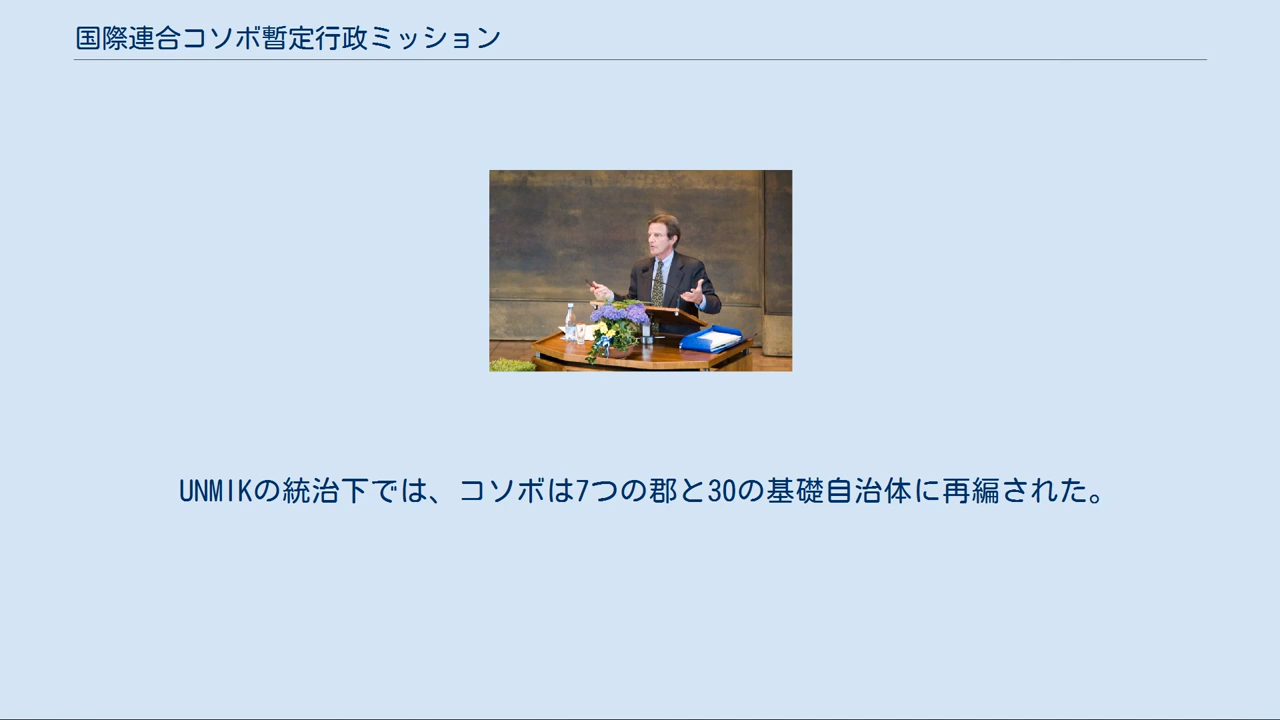 国際連合コソボ暫定行政ミッション
UNMIKの統治下では、コソボは7つの郡と30の基礎自治体に再編された。